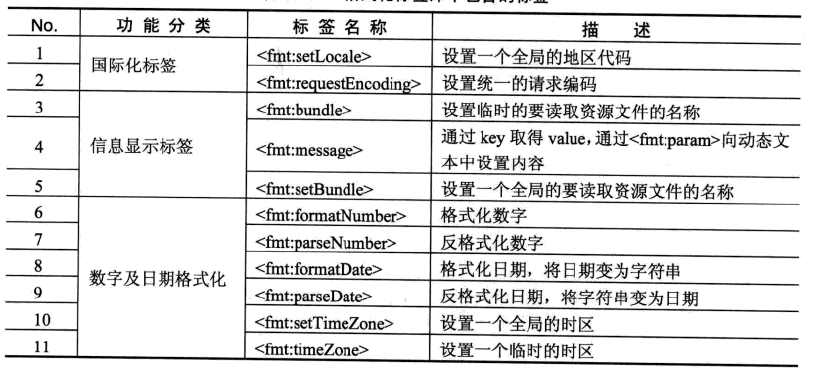 No. 功能分类 标签名称 描述
1 国际化标签 <fmt:setLocale> 设置一个全局的地区代码
2 <fmt:requestEncoding> 设置统一的请求编码
3 信息显示标签 <fmt:bundle> 设置临时的要读取资源文件的名称
4 <fmt:message> 通过 key 取得 value，通过<fmt:param>向动态文
本中设置内容
5 <fmt:setBundle> 设置一个全局的要读取资源文件的名称
6 数字及日期格式化 <fmt:formatNumber> 格式化数字
7 <fmt:parseNumber> 反格式化数字
8 <fmt:formatDate> 格式化日期，将日期变为字符串
9 <fmt:parseDate> 反格式化日期，将字符串变为日期
10 <fmt:setTimeZone> 设置一个全局的时区
11 <fmt:timeZone> 设置一个临时的时区